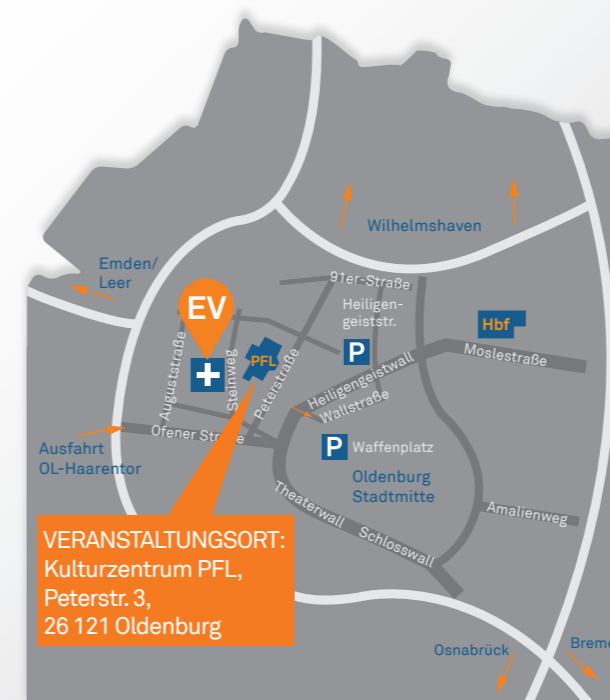 Wilhelmshaven
Emden/
Leer
91er-Straße
Heiligen-
geiststr.
EV
Hbf
P
PFL
Moslestraße
Auguststraße
Steinweg
Peterstraße
Heiligengeistwall
Wallstraße
Ofener Straße
Ausfahrt
OL-Haarentor
P Waffenplatz
Oldenburg
Stadtmitte
Theaterwall
Schlosswall
Amalienweg
VERANSTALTUNGSORT:
Kulturzentrum PFL,
Peterstr. 3,
26 121 Oldenburg
Osnabrück
Breme